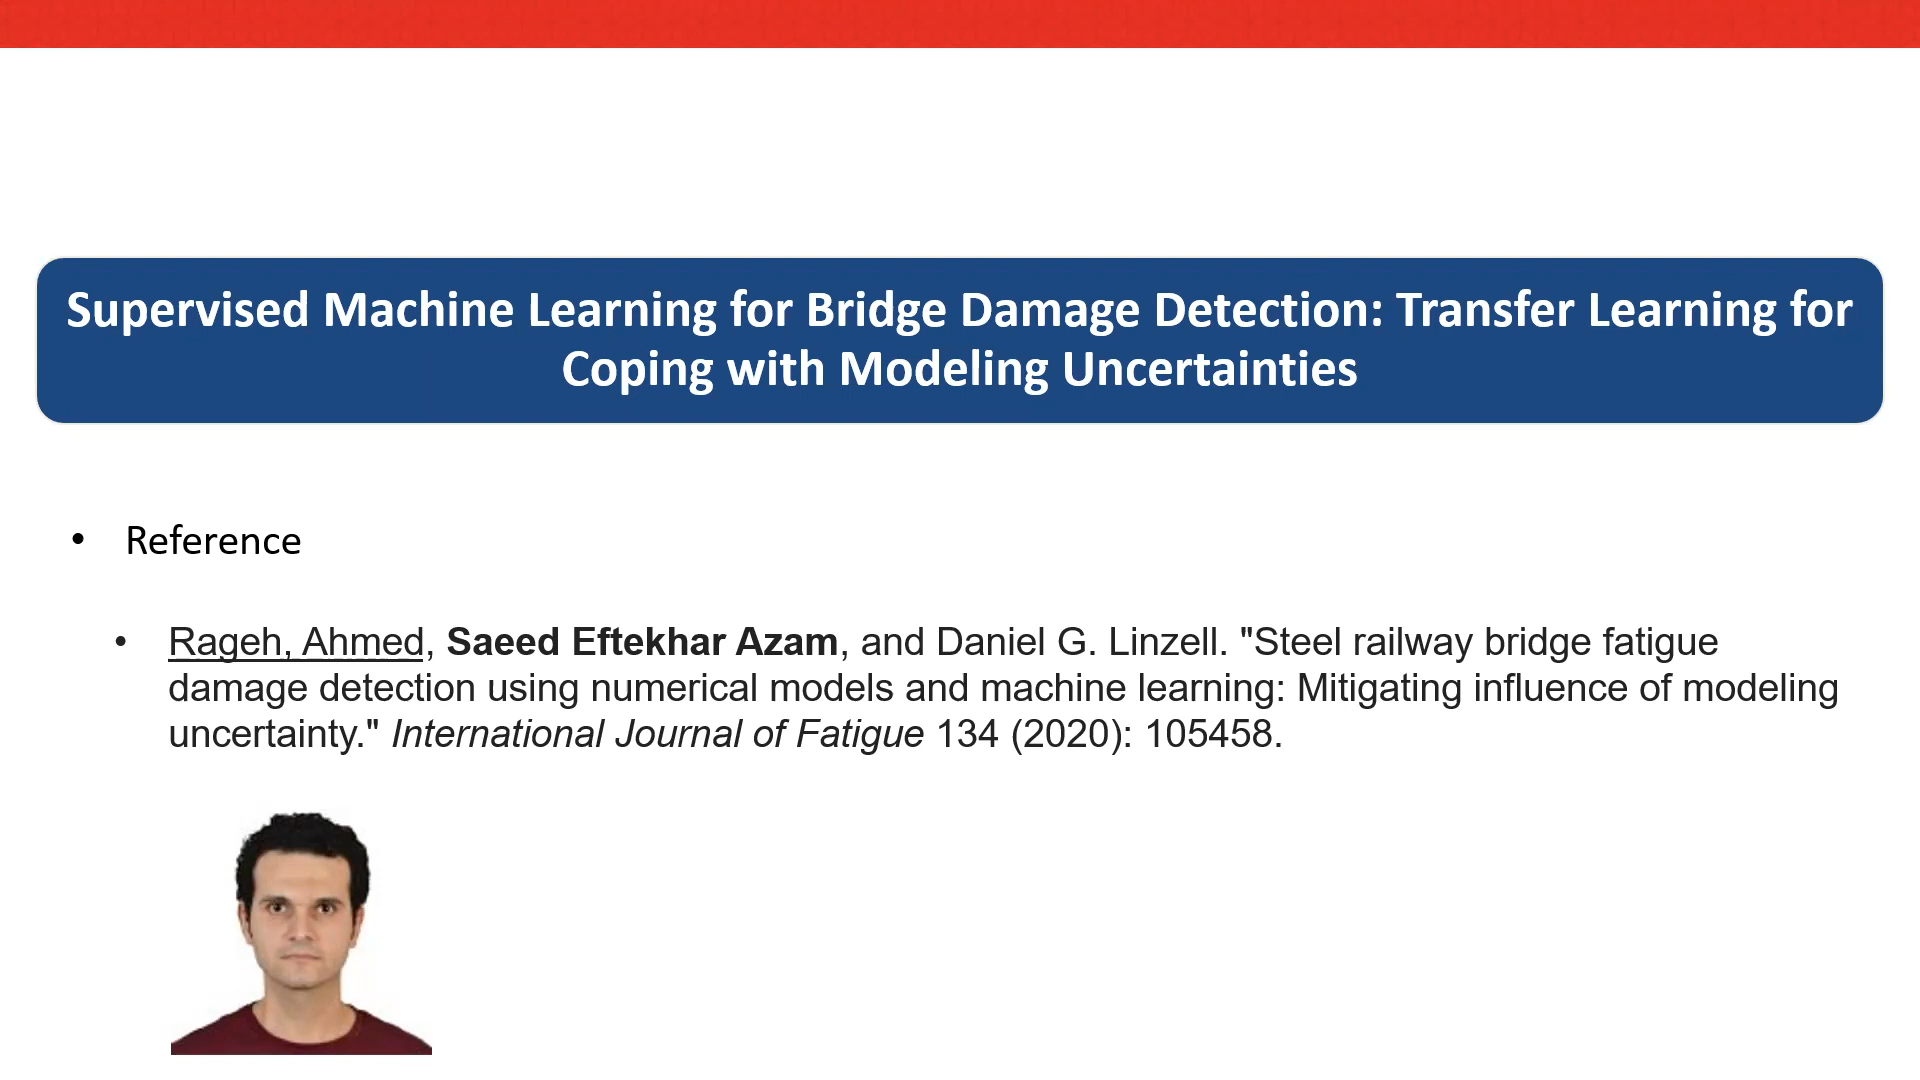 Supervised Machine Learning for Bridge Damage Detection: Transfer Learning for
Coping with Modeling Uncertainties
• Reference
• Rageh, Ahmed, Saeed Eftekhar Azam, and Daniel G. Linzell. "Steel railway bridge fatigue
damage detection using numerical models and machine learning: Mitigating influence of modeling
uncertainty." International Journal of Fatigue 134 (2020): 105458.